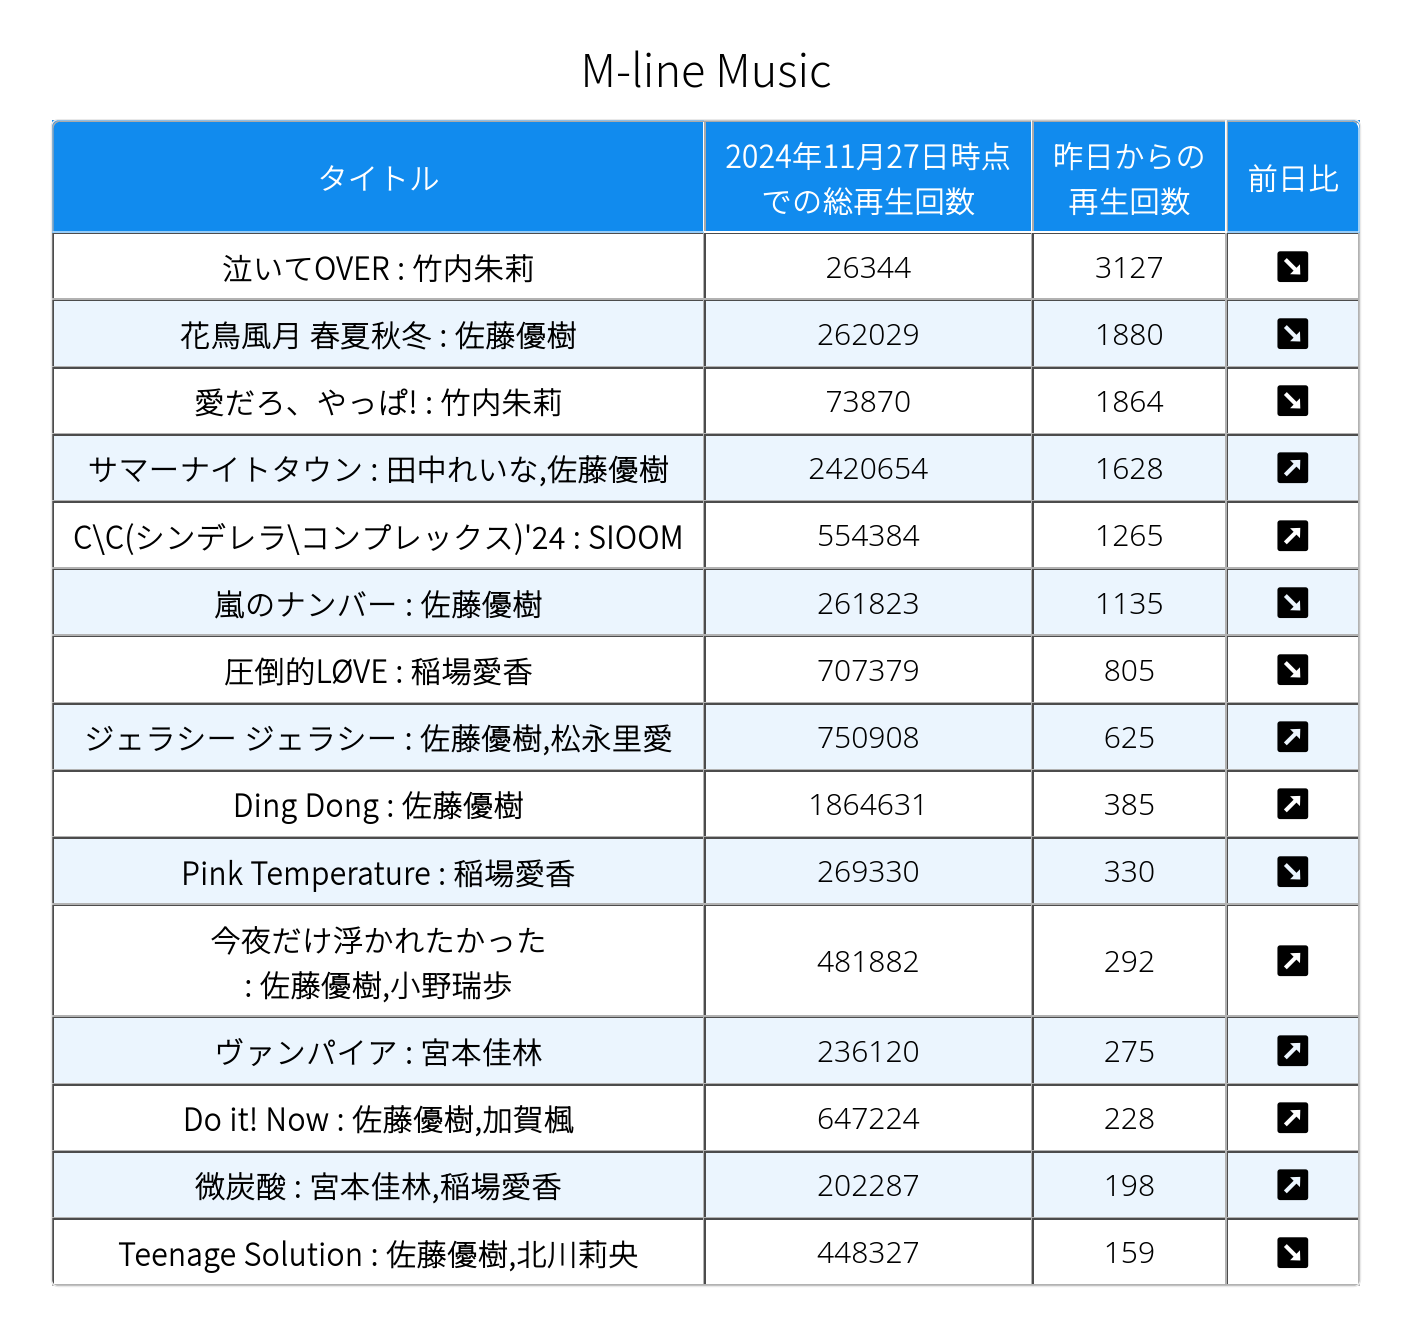 M-line Music
タイトル
2024年11月27日時点
での総再生回数
昨日からの
再生回数
前日比
泣いてOVER : 竹内朱莉 26344 3127 ↘
花鳥風月 春夏秋冬 : 佐藤優樹 262029 1880 ↘
愛だろ、やっぱ! : 竹内朱莉 73870 1864 ↘
サマーナイトタウン : 田中れいな,佐藤優樹 2420654 1628 ↗
C\C(シンデレラ\コンプレックス)'24 : SIOOM 554384 1265 ↗
嵐のナンバー : 佐藤優樹 261823 1135 ↘
圧倒的LØVE : 稲場愛香 707379 805 ↘
ジェラシー ジェラシー : 佐藤優樹,松永里愛 750908 625 ↗
Ding Dong : 佐藤優樹 1864631 385 ↗
Pink Temperature : 稲場愛香 269330 330 ↘
今夜だけ浮かれたかった
: 佐藤優樹,小野瑞歩 481882 292 ↗
ヴァンパイア : 宮本佳林 236120 275 ↗
Do it! Now : 佐藤優樹,加賀楓 647224 228 ↗
微炭酸 : 宮本佳林,稲場愛香 202287 198 ↗
Teenage Solution : 佐藤優樹,北川莉央 448327 159 ↘